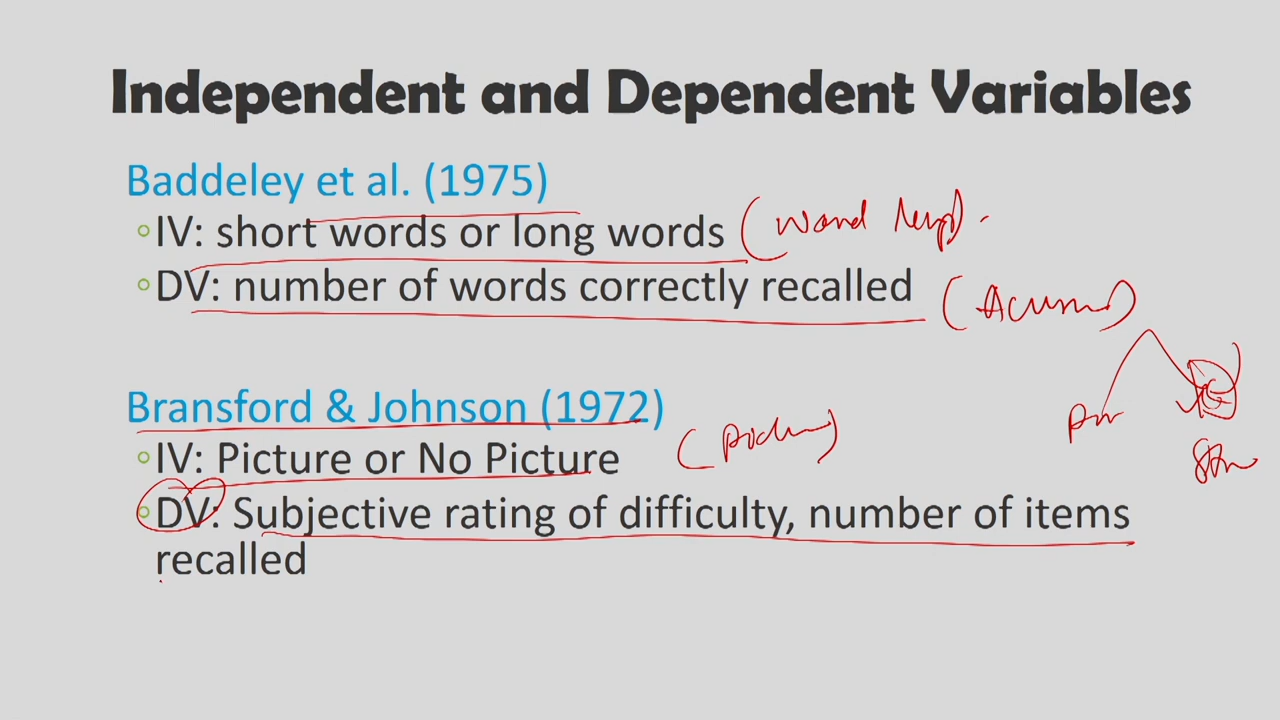 Independent and Dependent Variables
Baddeley et al. (1975)
◦IV: short words or long words (word
◦DV: number of words correctly recalled
Bransford & Johnson (1972)
◦IV: Picture or No Picture
◦DV: Subjective rating of difficulty, number of items
recalled